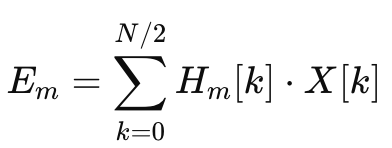 E_m = \sum_{k=0}^{N/2} H_m[k] \cdot X[k]